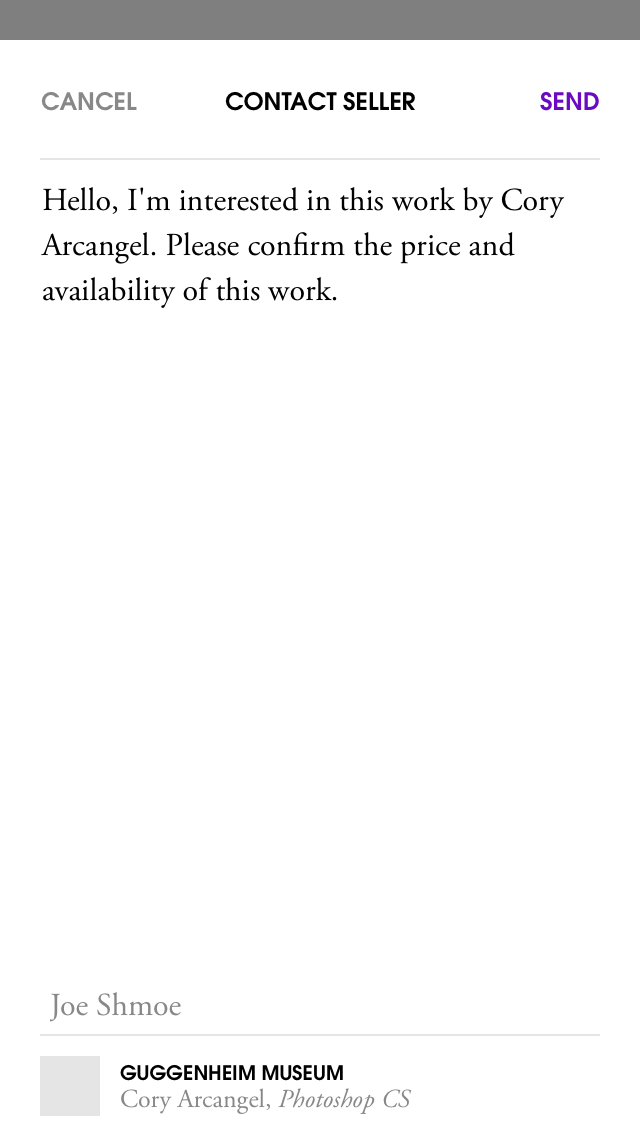 CANCEL CONTACT SELLER SEND
Hello, I'm interested in this work by Cory
Arcangel. Please confirm the price and
availability of this work.
Joe Shmoe
GUGGENHEIM MUSEUM
Cory Arcangel, Photoshop CS